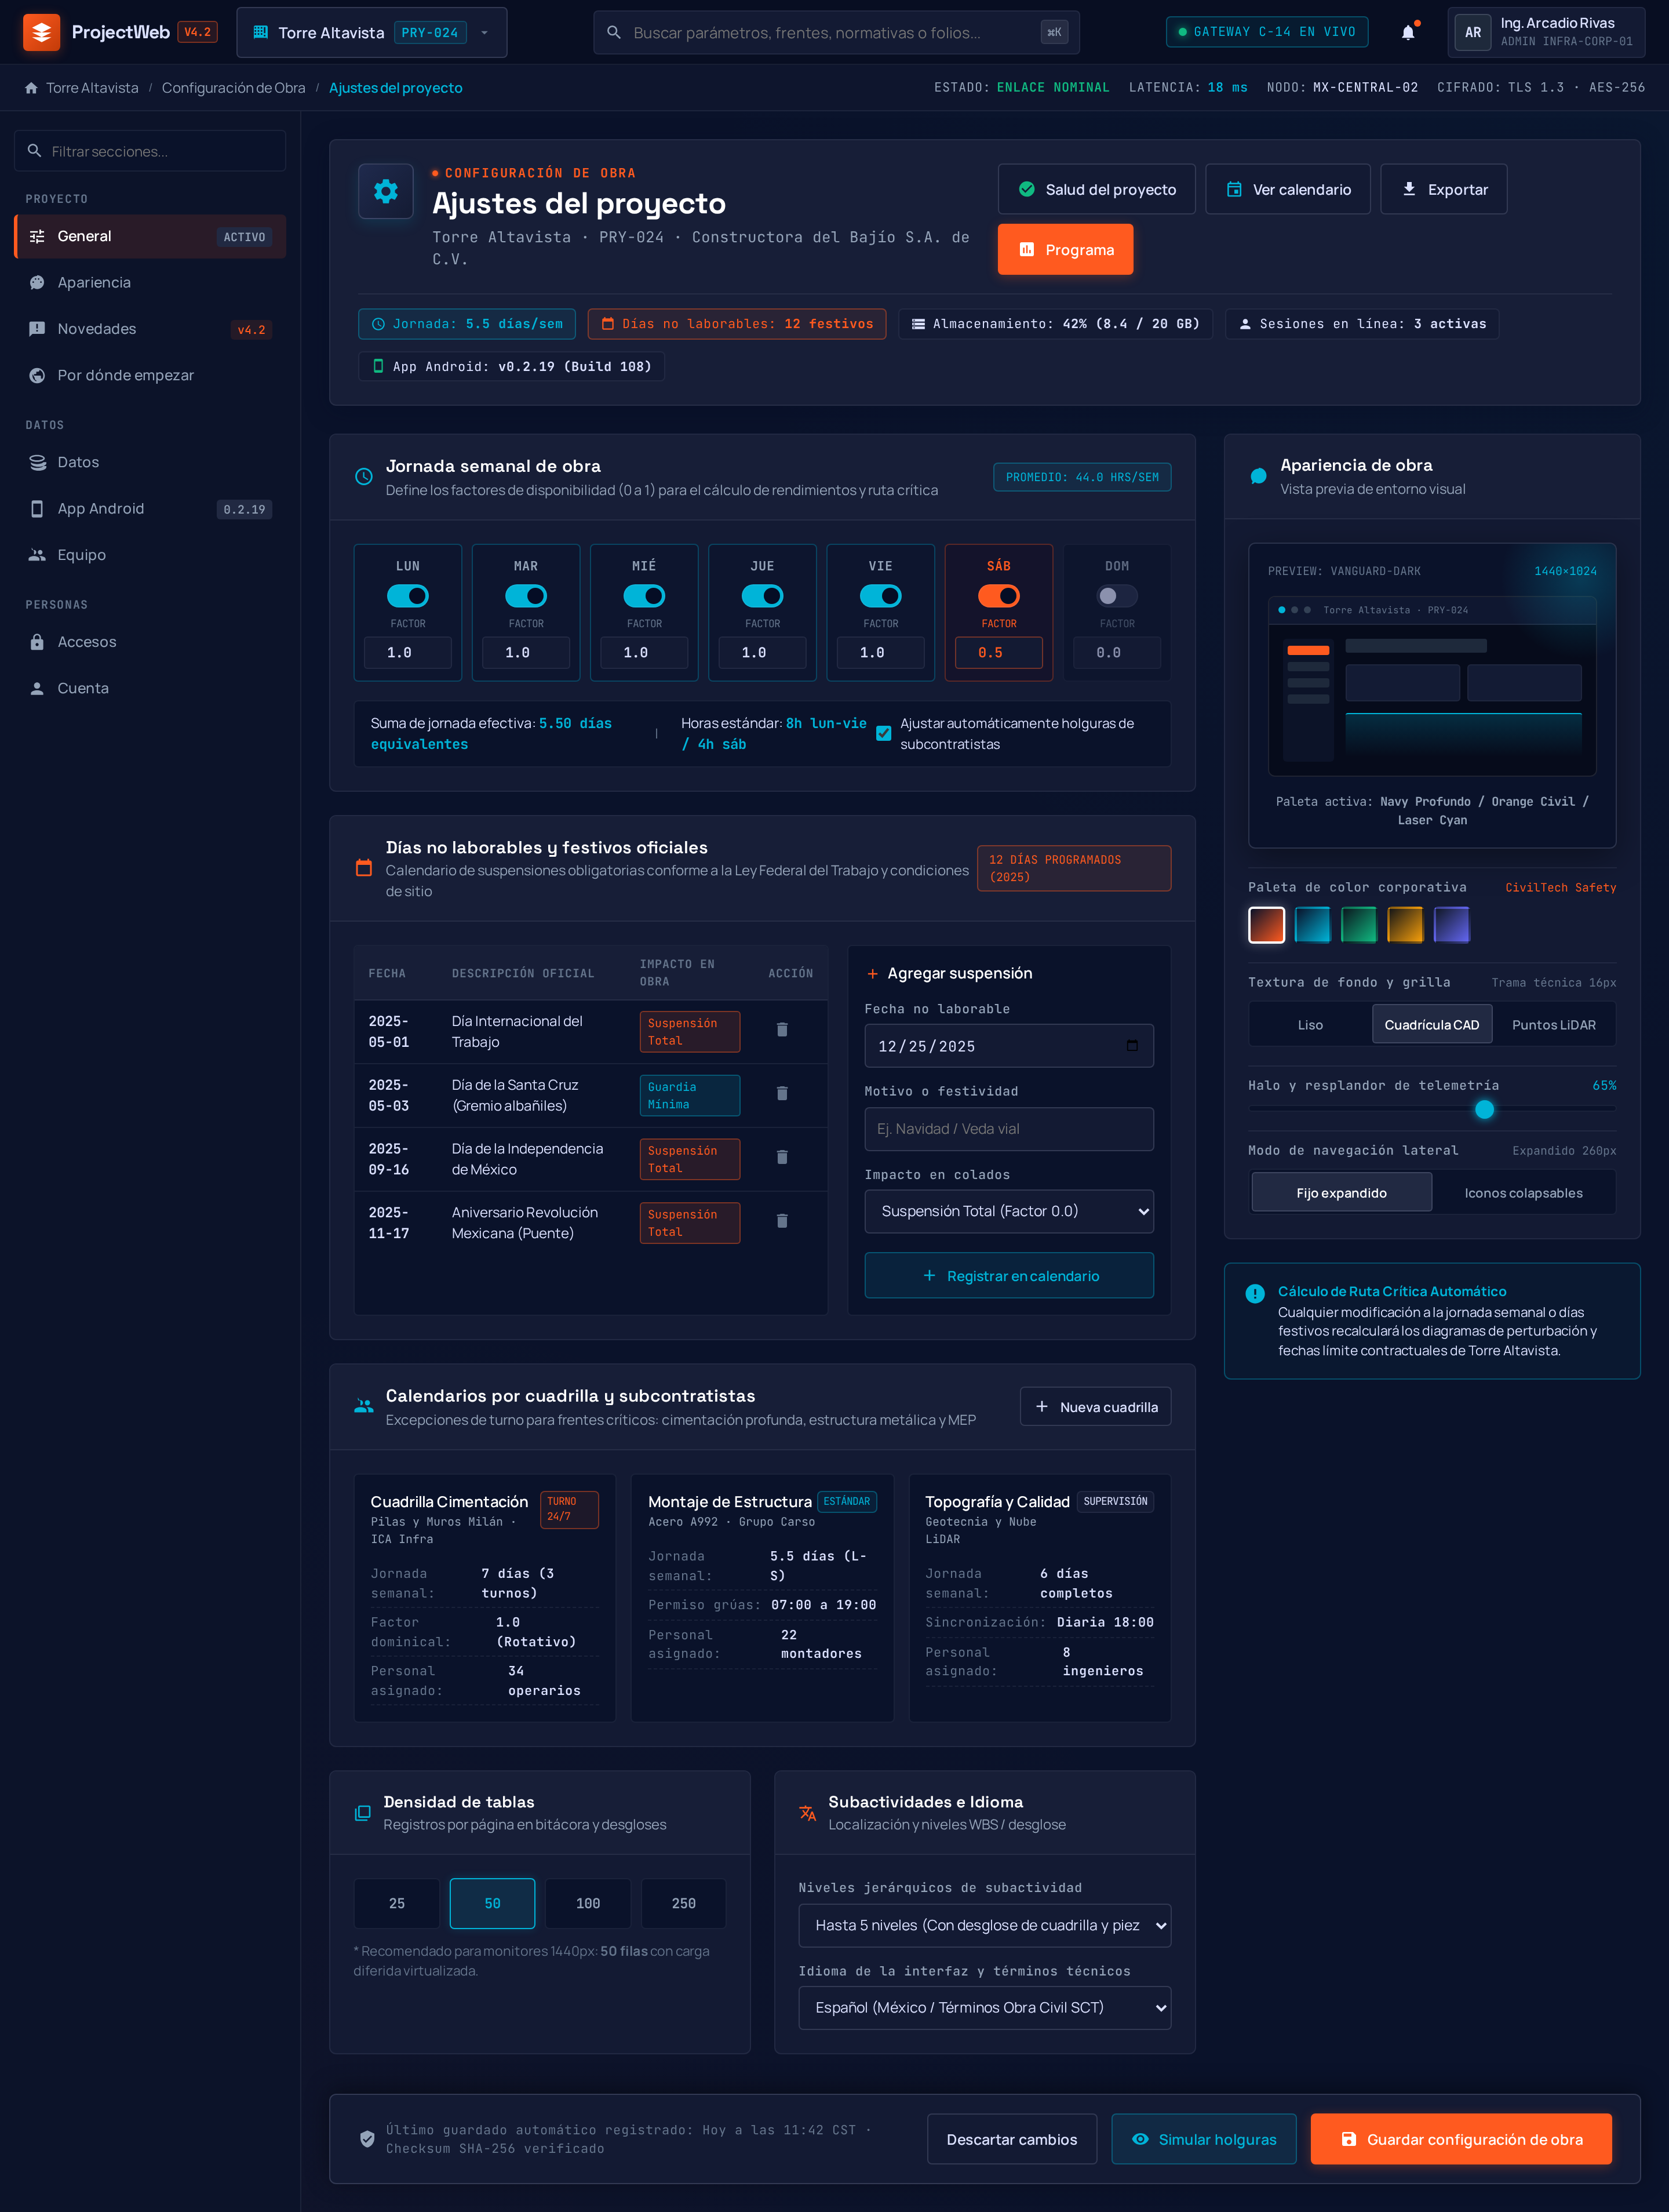 ProjectWeb V4.2
Torre Altavista PRY-024
Buscar parámetros, frentes, normativas o folios...
⌘K
GATEWAY C-14 EN VIVO
AR
Ing. Arcadio Rivas
ADMIN INFRA-CORP-01
Torre Altavista / Configuración de Obra / Ajustes del proyecto
ESTADO: ENLACE NOMINAL LATENCIA: 18 ms NODO: MX-CENTRAL-02 CIFRADO: TLS 1.3 · AES-256
Filtrar secciones...
PROYECTO
General ACTIVO
Apariencia
Novedades v4.2
Por dónde empezar
DATOS
Datos
App Android 0.2.19
Equipo
PERSONAS
Accesos
Cuenta
CONFIGURACIÓN DE OBRA
Ajustes del proyecto
Torre Altavista · PRY-024 · Constructora del Bajío S.A. de
C.V.
Salud del proyecto
Ver calendario
Exportar
Programa
Jornada: 5.5 días/sem
Días no laborables: 12 festivos
Almacenamiento: 42% (8.4 / 20 GB)
Sesiones en línea: 3 activas
App Android: v0.2.19 (Build 108)
Jornada semanal de obra
Define los factores de disponibilidad (0 a 1) para el cálculo de rendimientos y ruta crítica
PROMEDIO: 44.0 HRS/SEM
LUN MAR MIÉ JUE VIE SÁB DOM
FACTOR FACTOR FACTOR FACTOR FACTOR FACTOR FACTOR
1.0 1.0 1.0 1.0 1.0 0.5 0.0
Suma de jornada efectiva: 5.50 días
equivalentes
|
Horas estándar: 8h lun-vie
/ 4h sáb
Ajustar automáticamente holguras de
subcontratistas
Días no laborables y festivos oficiales
Calendario de suspensiones obligatorias conforme a la Ley Federal del Trabajo y condiciones
de sitio
12 DÍAS PROGRAMADOS
(2025)
FECHA DESCRIPCIÓN OFICIAL IMPACTO EN
OBRA ACCIÓN
2025-
05-01
Día Internacional del
Trabajo
Suspensión
Total
2025-
05-03
Día de la Santa Cruz
(Gremio albañiles)
Guardia
Mínima
2025-
09-16
Día de la Independencia
de México
Suspensión
Total
2025-
11-17
Aniversario Revolución
Mexicana (Puente)
Suspensión
Total
Agregar suspensión
Fecha no laborable
12/25/2025
Motivo o festividad
Ej. Navidad / Veda vial
Impacto en colados
Suspensión Total (Factor 0.0)
Registrar en calendario
Calendarios por cuadrilla y subcontratistas
Excepciones de turno para frentes críticos: cimentación profunda, estructura metálica y MEP
Nueva cuadrilla
Cuadrilla Cimentación
Pilas y Muros Milán ·
ICA Infra
TURNO
24/7
Jornada
semanal:
7 días (3
turnos)
Factor
dominical:
1.0
(Rotativo)
Personal
asignado:
34
operarios
Montaje de Estructura
Acero A992 · Grupo Carso
ESTÁNDAR
Jornada
semanal:
5.5 días (L-
S)
Permiso grúas: 07:00 a 19:00
Personal
asignado:
22
montadores
Topografía y Calidad
Geotecnia y Nube
LiDAR
SUPERVISIÓN
Jornada
semanal:
6 días
completos
Sincronización: Diaria 18:00
Personal
asignado:
8
ingenieros
Densidad de tablas
Registros por página en bitácora y desgloses
25 50 100 250
* Recomendado para monitores 1440px: 50 filas con carga
diferida virtualizada.
Subactividades e Idioma
Localización y niveles WBS / desglose
Niveles jerárquicos de subactividad
Hasta 5 niveles (Con desglose de cuadrilla y piez
Idioma de la interfaz y términos técnicos
Español (México / Términos Obra Civil SCT)
Apariencia de obra
Vista previa de entorno visual
PREVIEW: VANGUARD-DARK 1440×1024
Torre Altavista · PRY-024
Paleta activa: Navy Profundo / Orange Civil /
Laser Cyan
Paleta de color corporativa CivilTech Safety
Textura de fondo y grilla Trama técnica 16px
Liso Cuadrícula CAD Puntos LiDAR
Halo y resplandor de telemetría 65%
Modo de navegación lateral Expandido 260px
Fijo expandido Iconos colapsables
Cálculo de Ruta Crítica Automático
Cualquier modificación a la jornada semanal o días
festivos recalculará los diagramas de perturbación y
fechas límite contractuales de Torre Altavista.
Último guardado automático registrado: Hoy a las 11:42 CST ·
Checksum SHA-256 verificado
Descartar cambios
Simular holguras
Guardar configuración de obra